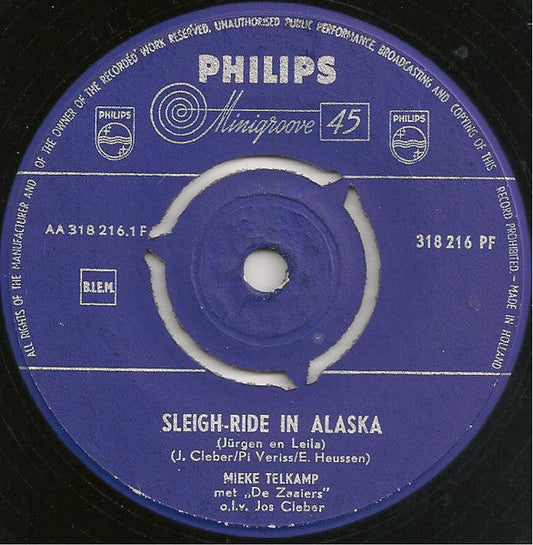 ALL RIGHTS OF THE MANUFACTURER AND OF THE OWNER OF THE RECORDED WORK RESERVED, UNAUTHORISED PUBLIC PERFORMANCE BROADCASTING AND COPYING OF THIS RECORD PROHIBITED - MADE IN HOLLAND
PHILIPS
Minigroove 45
PHILIPS
PHILIPS
AA 318 216.1 F
318 216 PF
B.I.E.M.
SLEIGH-RIDE IN ALASKA
(Jürgen en Leila)
(J. Cleber/Pi Veriss/E. Heussen)
MIEKE TELKAMP
met „De Zaaiers"
o.l.v. Jos Cleber